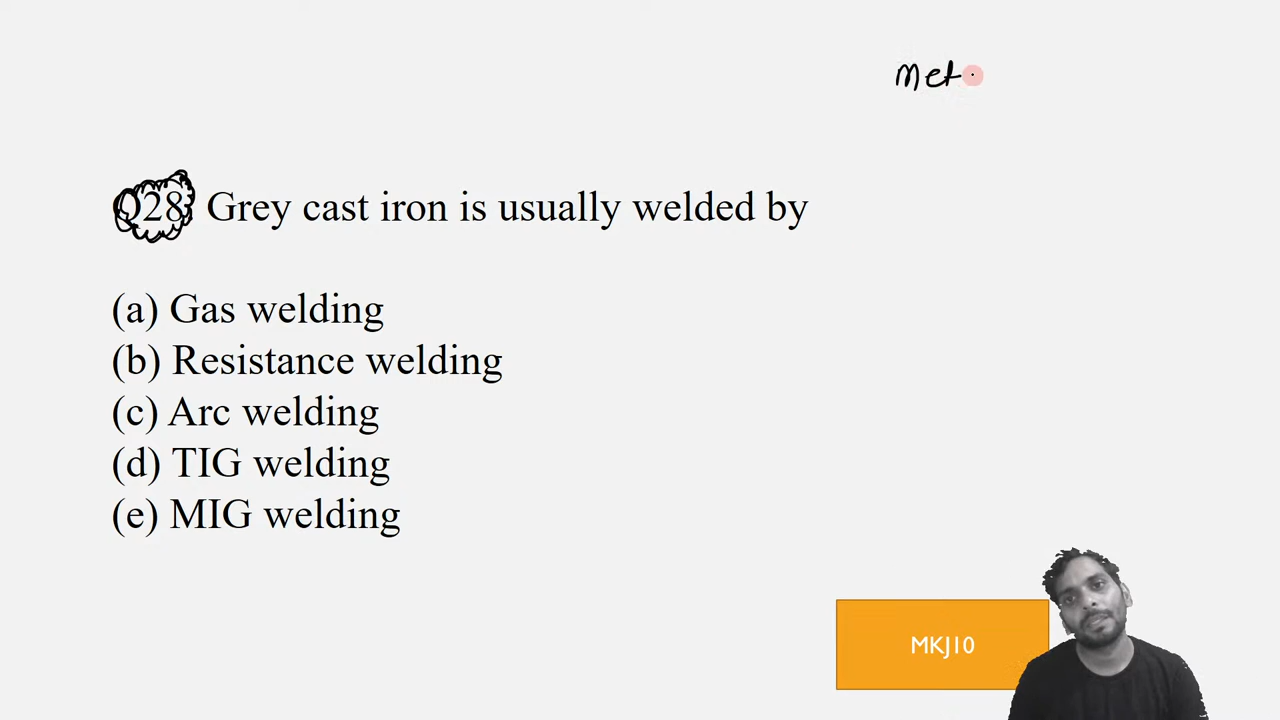 Met
Q28 Grey cast iron is usually welded by
(a) Gas welding
(b) Resistance welding
(c) Arc welding
(d) TIG welding
(e) MIG welding
MKJ10